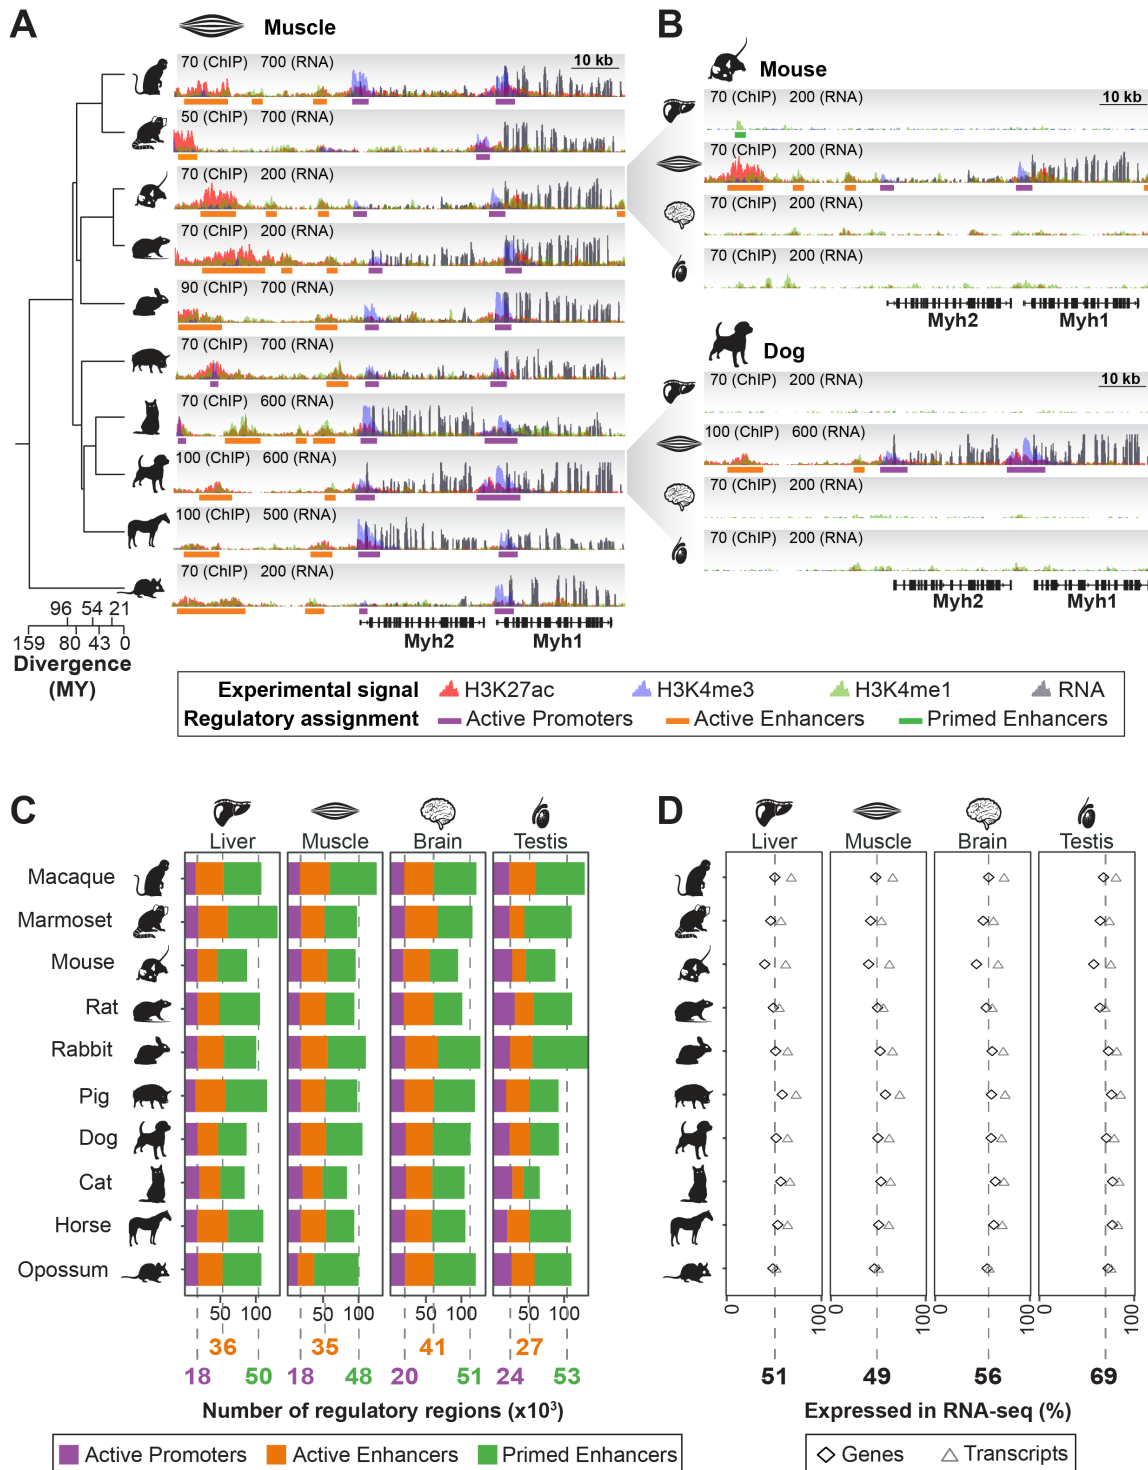 A
Muscle
70 (ChIP) 700 (RNA)
10 kb
50 (ChIP) 700 (RNA)
70 (ChIP) 200 (RNA)
70 (ChIP) 200 (RNA)
90 (ChIP) 700 (RNA)
70 (ChIP) 700 (RNA)
70 (ChIP) 600 (RNA)
100 (ChIP) 600 (RNA)
100 (ChIP) 500 (RNA)
70 (ChIP) 200 (RNA)
Myh2 Myh1
96 54 21
159 80 43 0
Divergence
(MY)
B
Mouse
70 (ChIP) 200 (RNA)
10 kb
70 (ChIP) 200 (RNA)
70 (ChIP) 200 (RNA)
70 (ChIP) 200 (RNA)
Myh2 Myh1
Dog
70 (ChIP) 200 (RNA)
10 kb
100 (ChIP) 600 (RNA)
70 (ChIP) 200 (RNA)
70 (ChIP) 200 (RNA)
Myh2 Myh1
Experimental signal H3K27ac H3K4me3 H3K4me1 RNA
Regulatory assignment Active Promoters Active Enhancers Primed Enhancers
C
Liver Muscle Brain Testis
Macaque
Marmoset
Mouse
Rat
Rabbit
Pig
Dog
Cat
Horse
Opossum
50 100 50 100 50 100 50 100
36 35 41 27
18 50 18 48 20 51 24 53
Number of regulatory regions (x10³)
Active Promoters Active Enhancers Primed Enhancers
D
Liver Muscle Brain Testis
0 100 0 100 0 100 0 100
51 49 56 69
Expressed in RNA-seq (%)
Genes Transcripts